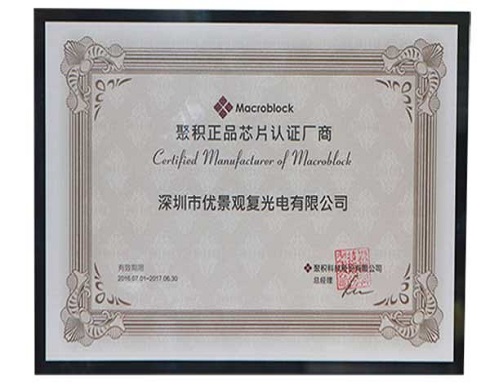 Macroblock
聚积正品芯片认证厂商
Certified Manufacturer of Macroblock
深圳市优景观复光电有限公司
有效期限
2016.07.01~2017.06.30
聚积科技股份有限公司
总经理